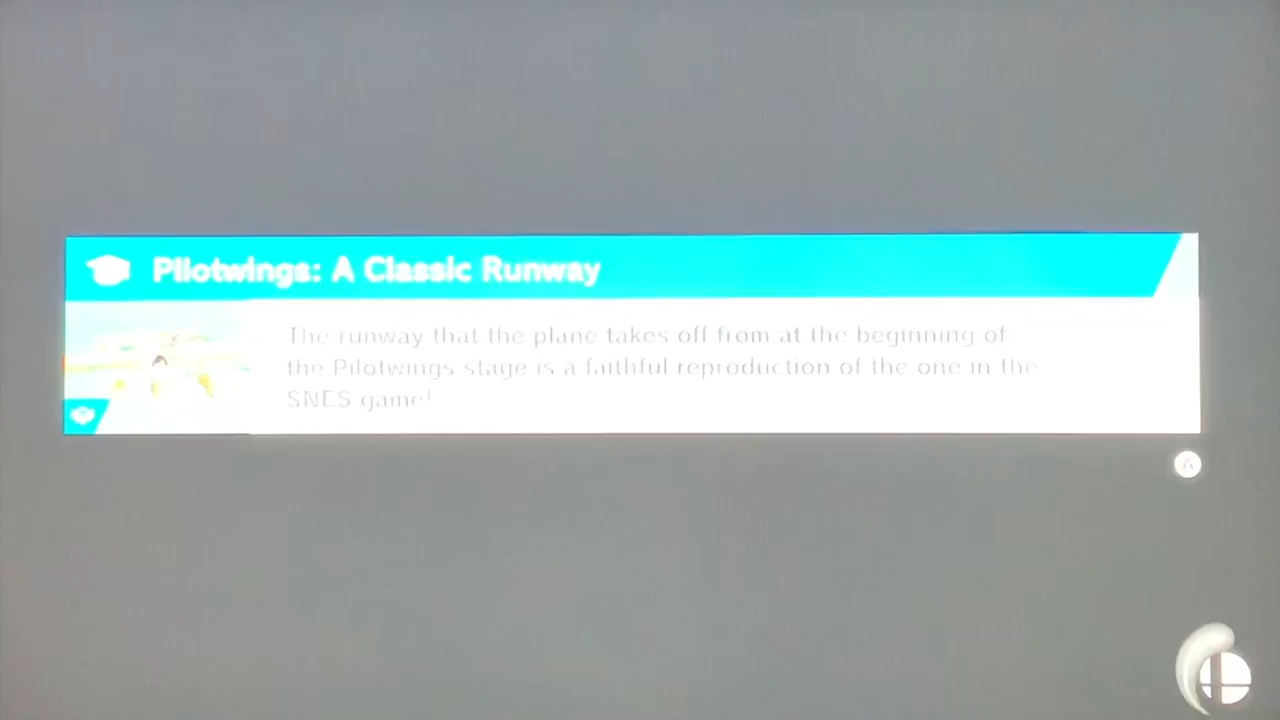 Pilotwings: A Classic Runway
The runway that the plane takes off from at the beginning of
the Pilotwings stage is a faithful reproduction of the one in the
SNES game!
A